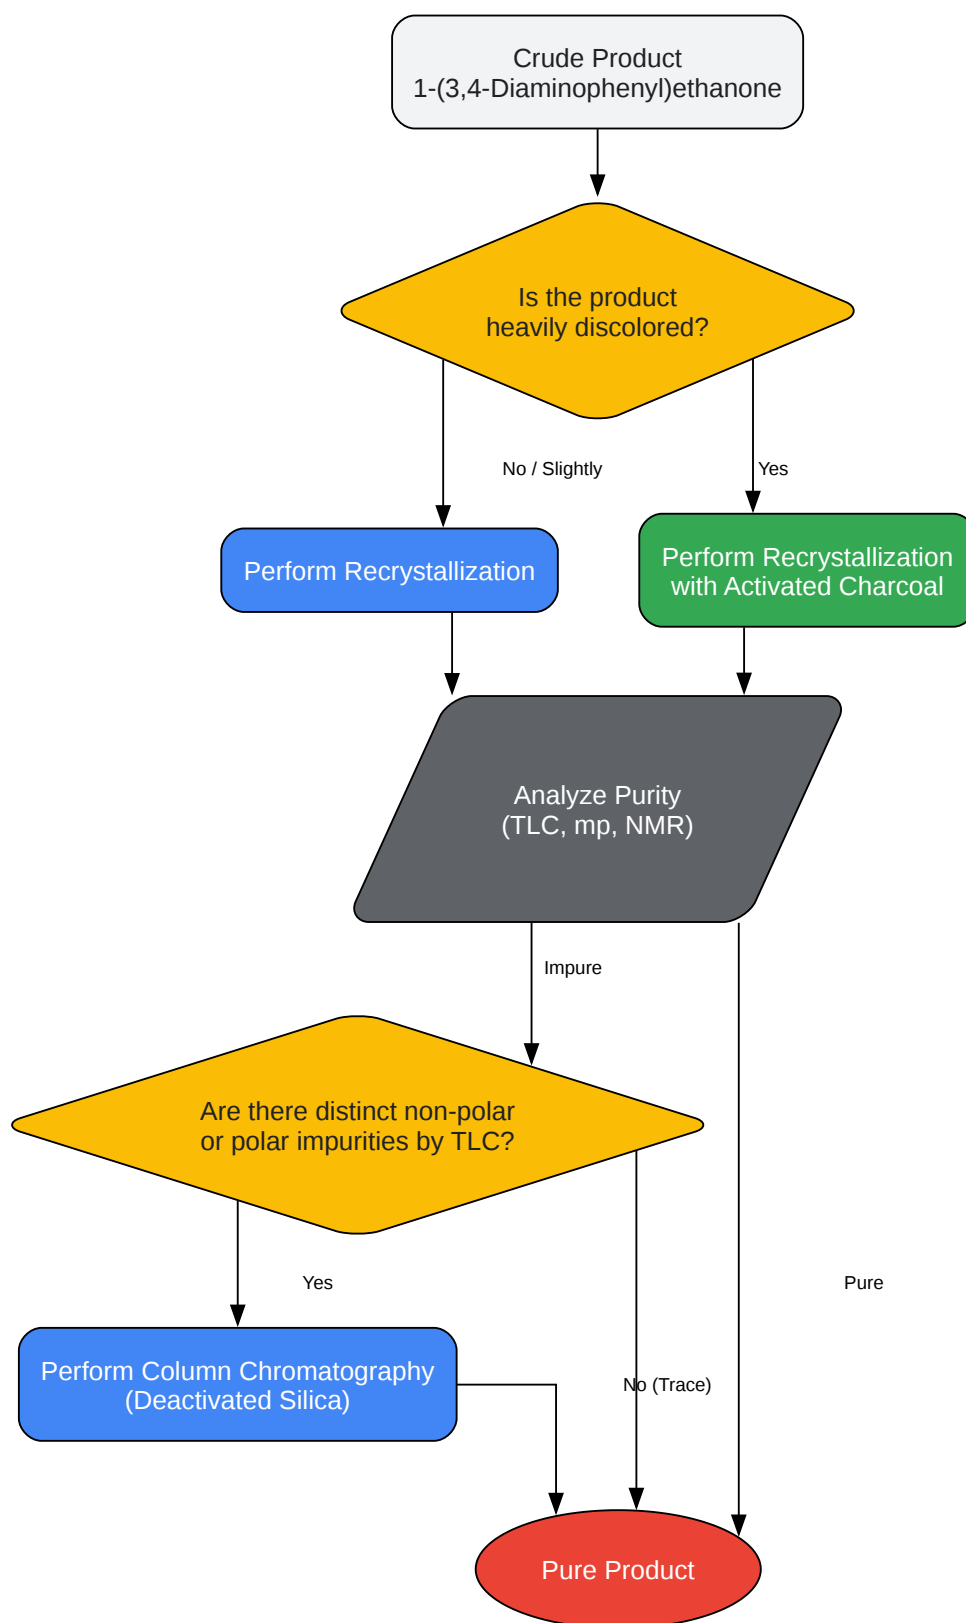 Crude Product
1-(3,4-Diaminophenyl)ethanone
Is the product
heavily discolored?
No / Slightly
Yes
Perform Recrystallization
Perform Recrystallization
with Activated Charcoal
Analyze Purity
(TLC, mp, NMR)
Impure
Are there distinct non-polar
or polar impurities by TLC?
Yes
Pure
Perform Column Chromatography
(Deactivated Silica)
No (Trace)
Pure Product